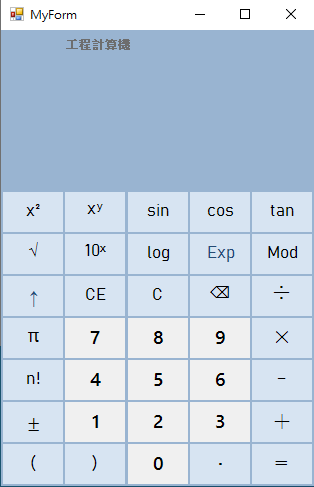 MyForm
工程計算機
x² xʸ sin cos tan
√ 10ˣ log Exp Mod
↑ CE C ⌫ ÷
π 7 8 9 ×
n! 4 5 6 -
± 1 2 3 +
( ) 0 . =